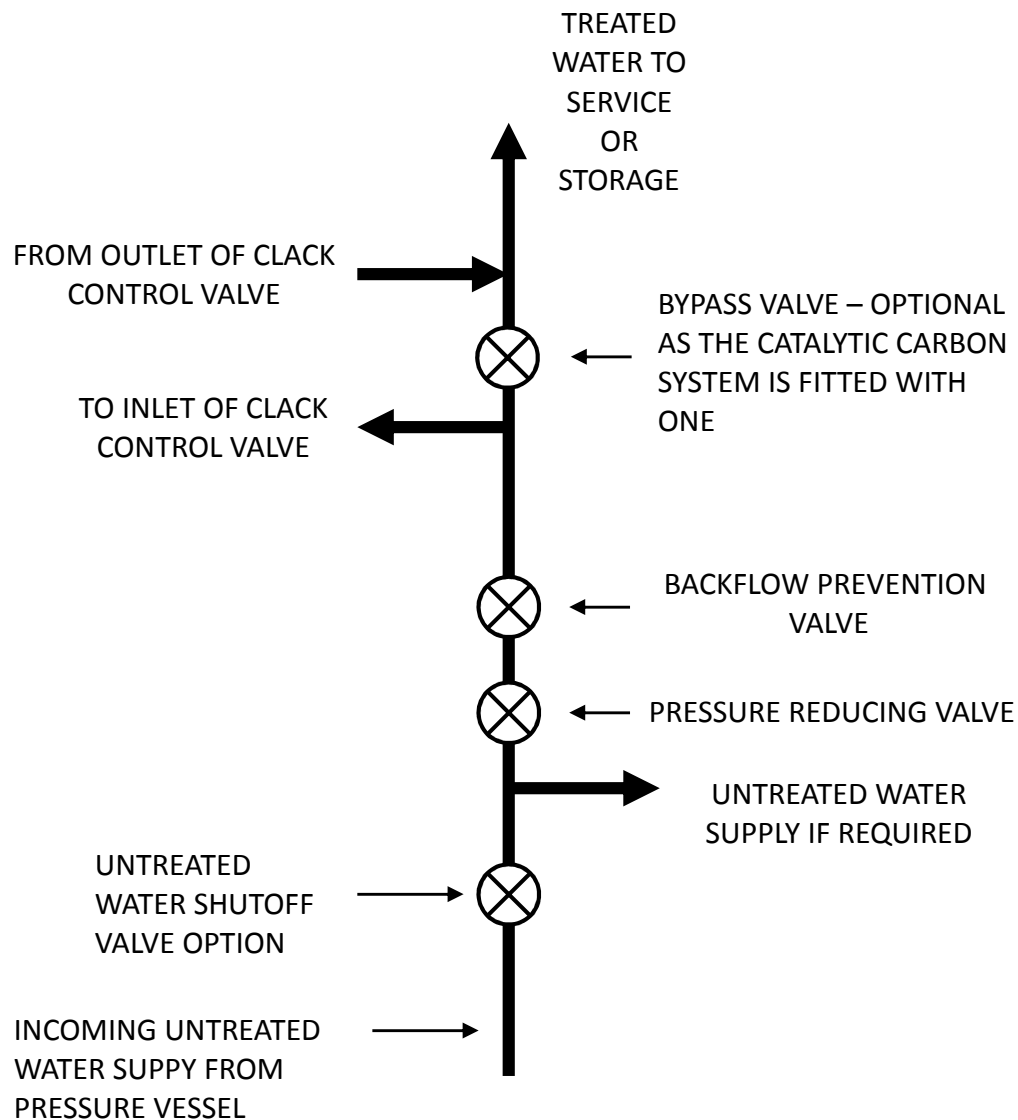 TREATED
WATER TO
SERVICE
OR
STORAGE
FROM OUTLET OF CLACK
CONTROL VALVE
BYPASS VALVE – OPTIONAL
AS THE CATALYTIC CARBON
SYSTEM IS FITTED WITH
ONE
TO INLET OF CLACK
CONTROL VALVE
BACKFLOW PREVENTION
VALVE
PRESSURE REDUCING VALVE
UNTREATED WATER
SUPPLY IF REQUIRED
UNTREATED
WATER SHUTOFF
VALVE OPTION
INCOMING UNTREATED
WATER SUPPY FROM
PRESSURE VESSEL